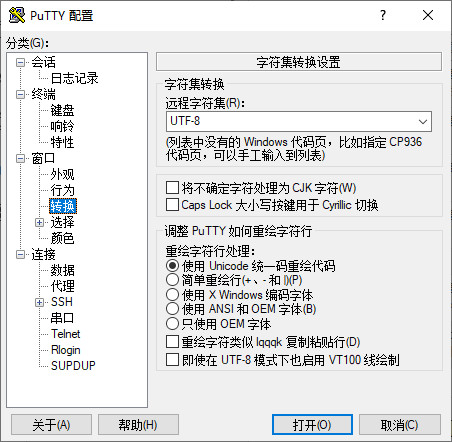 PuTTY 配置
分类(G):
会话
日志记录
终端
键盘
响铃
特性
窗口
外观
行为
转换
选择
颜色
连接
数据
代理
SSH
串口
Telnet
Rlogin
SUPDUP
字符集转换设置
字符集转换
远程字符集(R):
UTF-8
(列表中没有的 Windows 代码页，比如指定 CP936
代码页，可以手工输入到列表)
将不确定字符处理为 CJK 字符(W)
Caps Lock 大小写按键用于 Cyrillic 切换
调整 PuTTY 如何重绘字符行
重绘字符行处理:
使用 Unicode 统一码重绘代码
简单重绘行(+、- 和 |)(P)
使用 X Windows 编码字体
使用 ANSI 和 OEM 字体(B)
只使用 OEM 字体
重绘字符类似 lqqqk 复制粘贴行(D)
即使在 UTF-8 模式下也启用 VT100 线绘制
关于(A)
帮助(H)
打开(O)
取消(C)